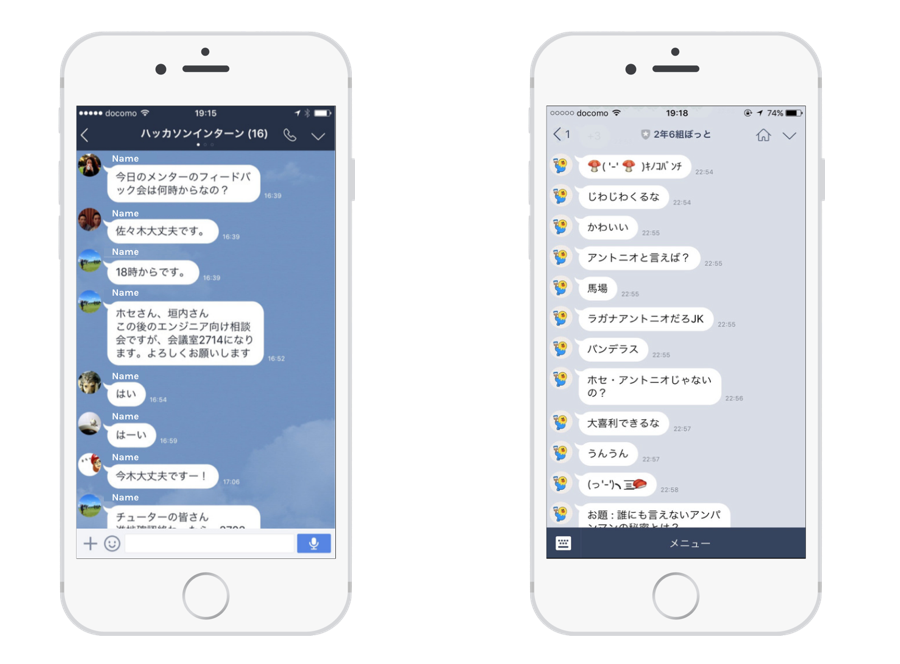 docomo
19:15
ハッカソンインターン (16)
Name
今日のメンターのフィードバ
ック会は何時からなの？
16:39
Name
佐々木大丈夫です。
16:39
Name
18時からです。
16:39
Name
ホセさん、垣内さん
この後のエンジニア向け相談
会ですが、会議室2714になり
ます。よろしくお願いします
16:52
Name
はい
16:54
Name
はーい
16:59
Name
今木大丈夫ですー！
17:06
Name
チューターの皆さん
docomo
19:18
74%
1
2年6組ぼっと
🍄( '-' 🍄 )ｷﾉｺﾊﾟﾝﾁ
22:54
じわじわくるな
22:54
かわいい
22:55
アントニオと言えば？
22:55
馬場
22:55
ラガナアントニオだろJK
22:55
バンデラス
22:55
ホセ・アントニオじゃない
の？
22:56
大喜利できるな
22:57
うんうん
22:57
22:58
お題：誰にも言えないアンパ
ンマンの秘密とは？
メニュー